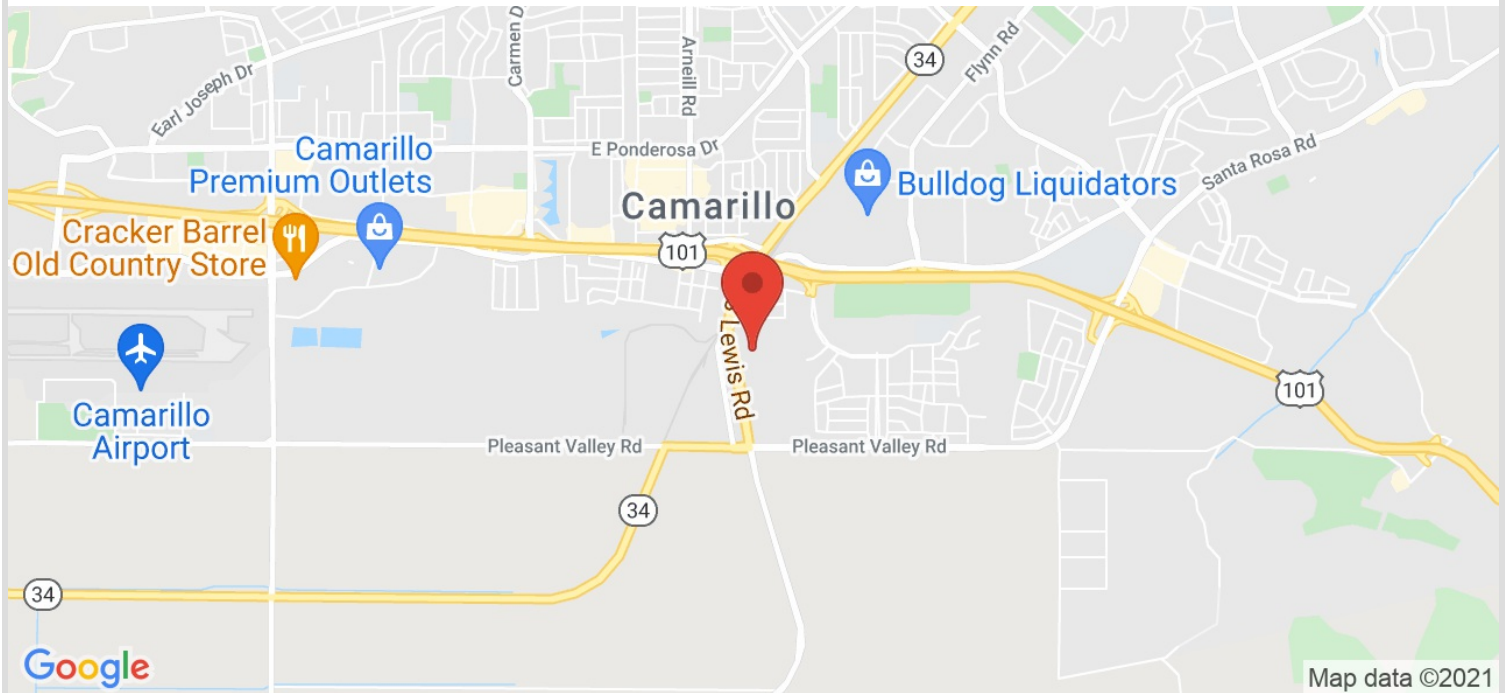 Carmen D
Arneill Rd
34
Flynn Rd
Earl Joseph Dr
E Ponderosa Dr
Camarillo
Premium Outlets
Santa Rosa Rd
Bulldog Liquidators
Camarillo
Cracker Barrel
Old Country Store
101
S Lewis Rd
101
Camarillo
Airport
Pleasant Valley Rd
Pleasant Valley Rd
34
34
Google
Map data ©2021